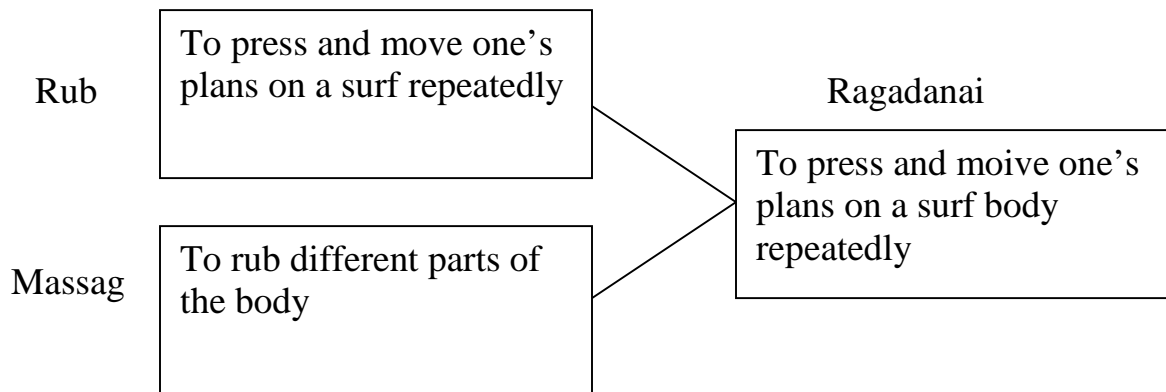 Rub
To press and move one’s
plans on a surf repeatedly
Ragadanai
To press and moive one’s
plans on a surf body
repeatedly
Massag
To rub different parts of
the body